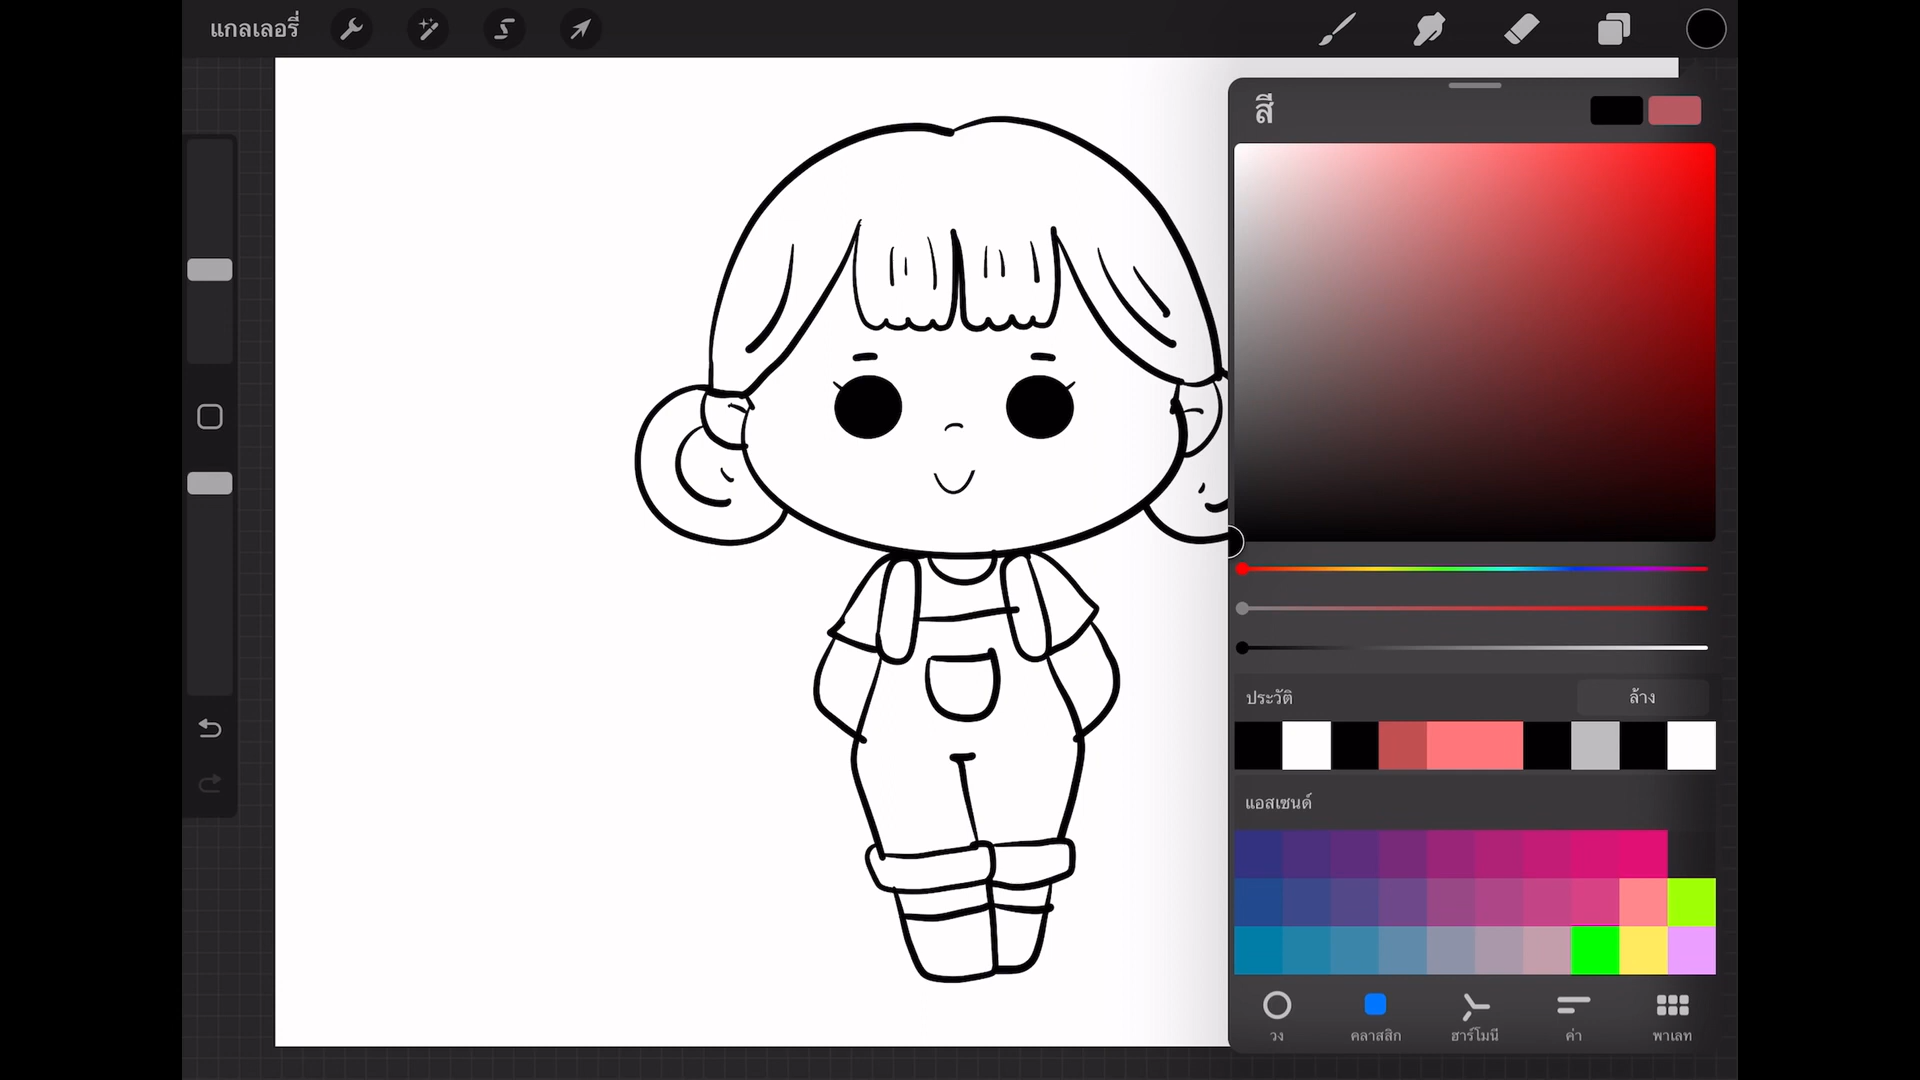 แกลเลอรี่
สี
ประวัติ
ล้าง
แอสเซนด์
วง
คลาสสิก
ฮาร์โมนี
ค่า
พาเลท